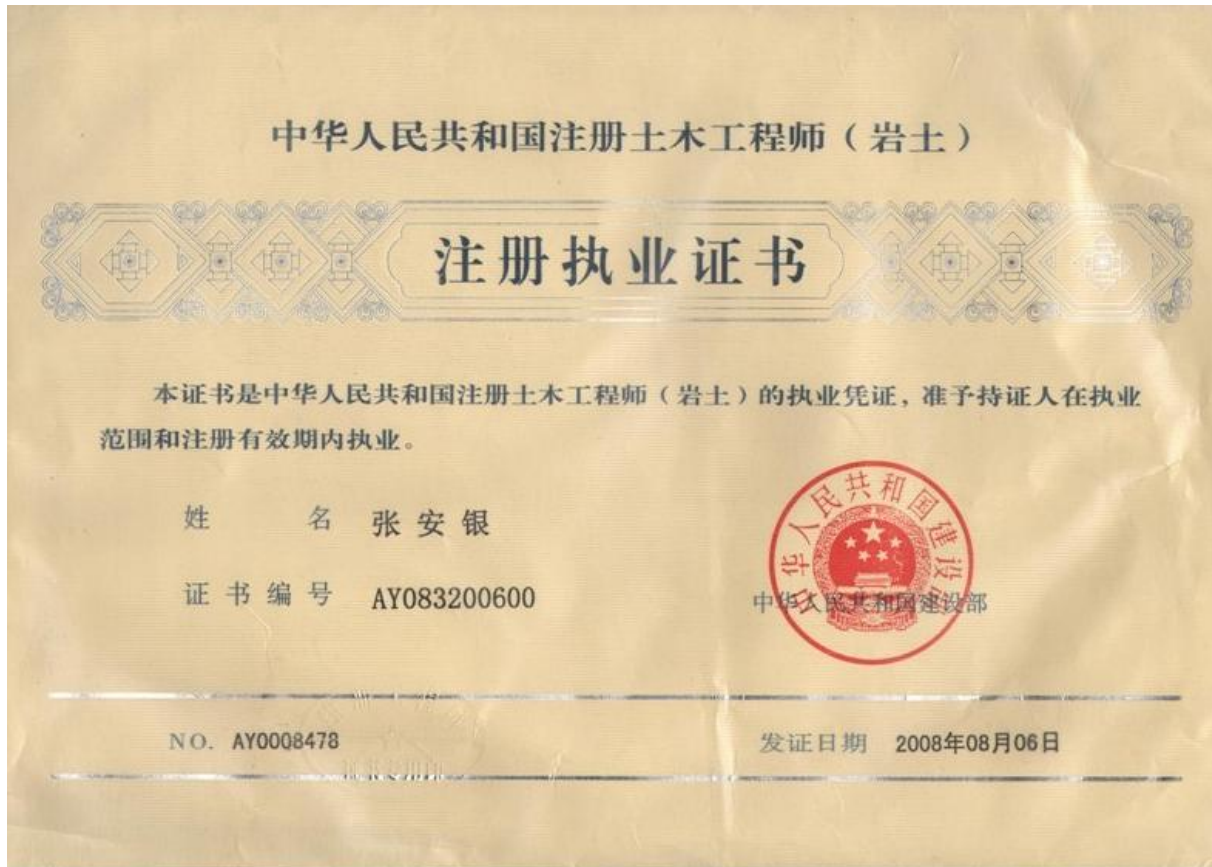 中华人民共和国注册土木工程师（岩土）
注册执业证书
本证书是中华人民共和国注册土木工程师（岩土）的执业凭证，准予持证人在执业
范围和注册有效期内执业。
姓 名 张安银
中华人民共和国建设部
证书编号 AY083200600
中华人民共和国建设部
NO. AY0008478
发证日期 2008年08月06日